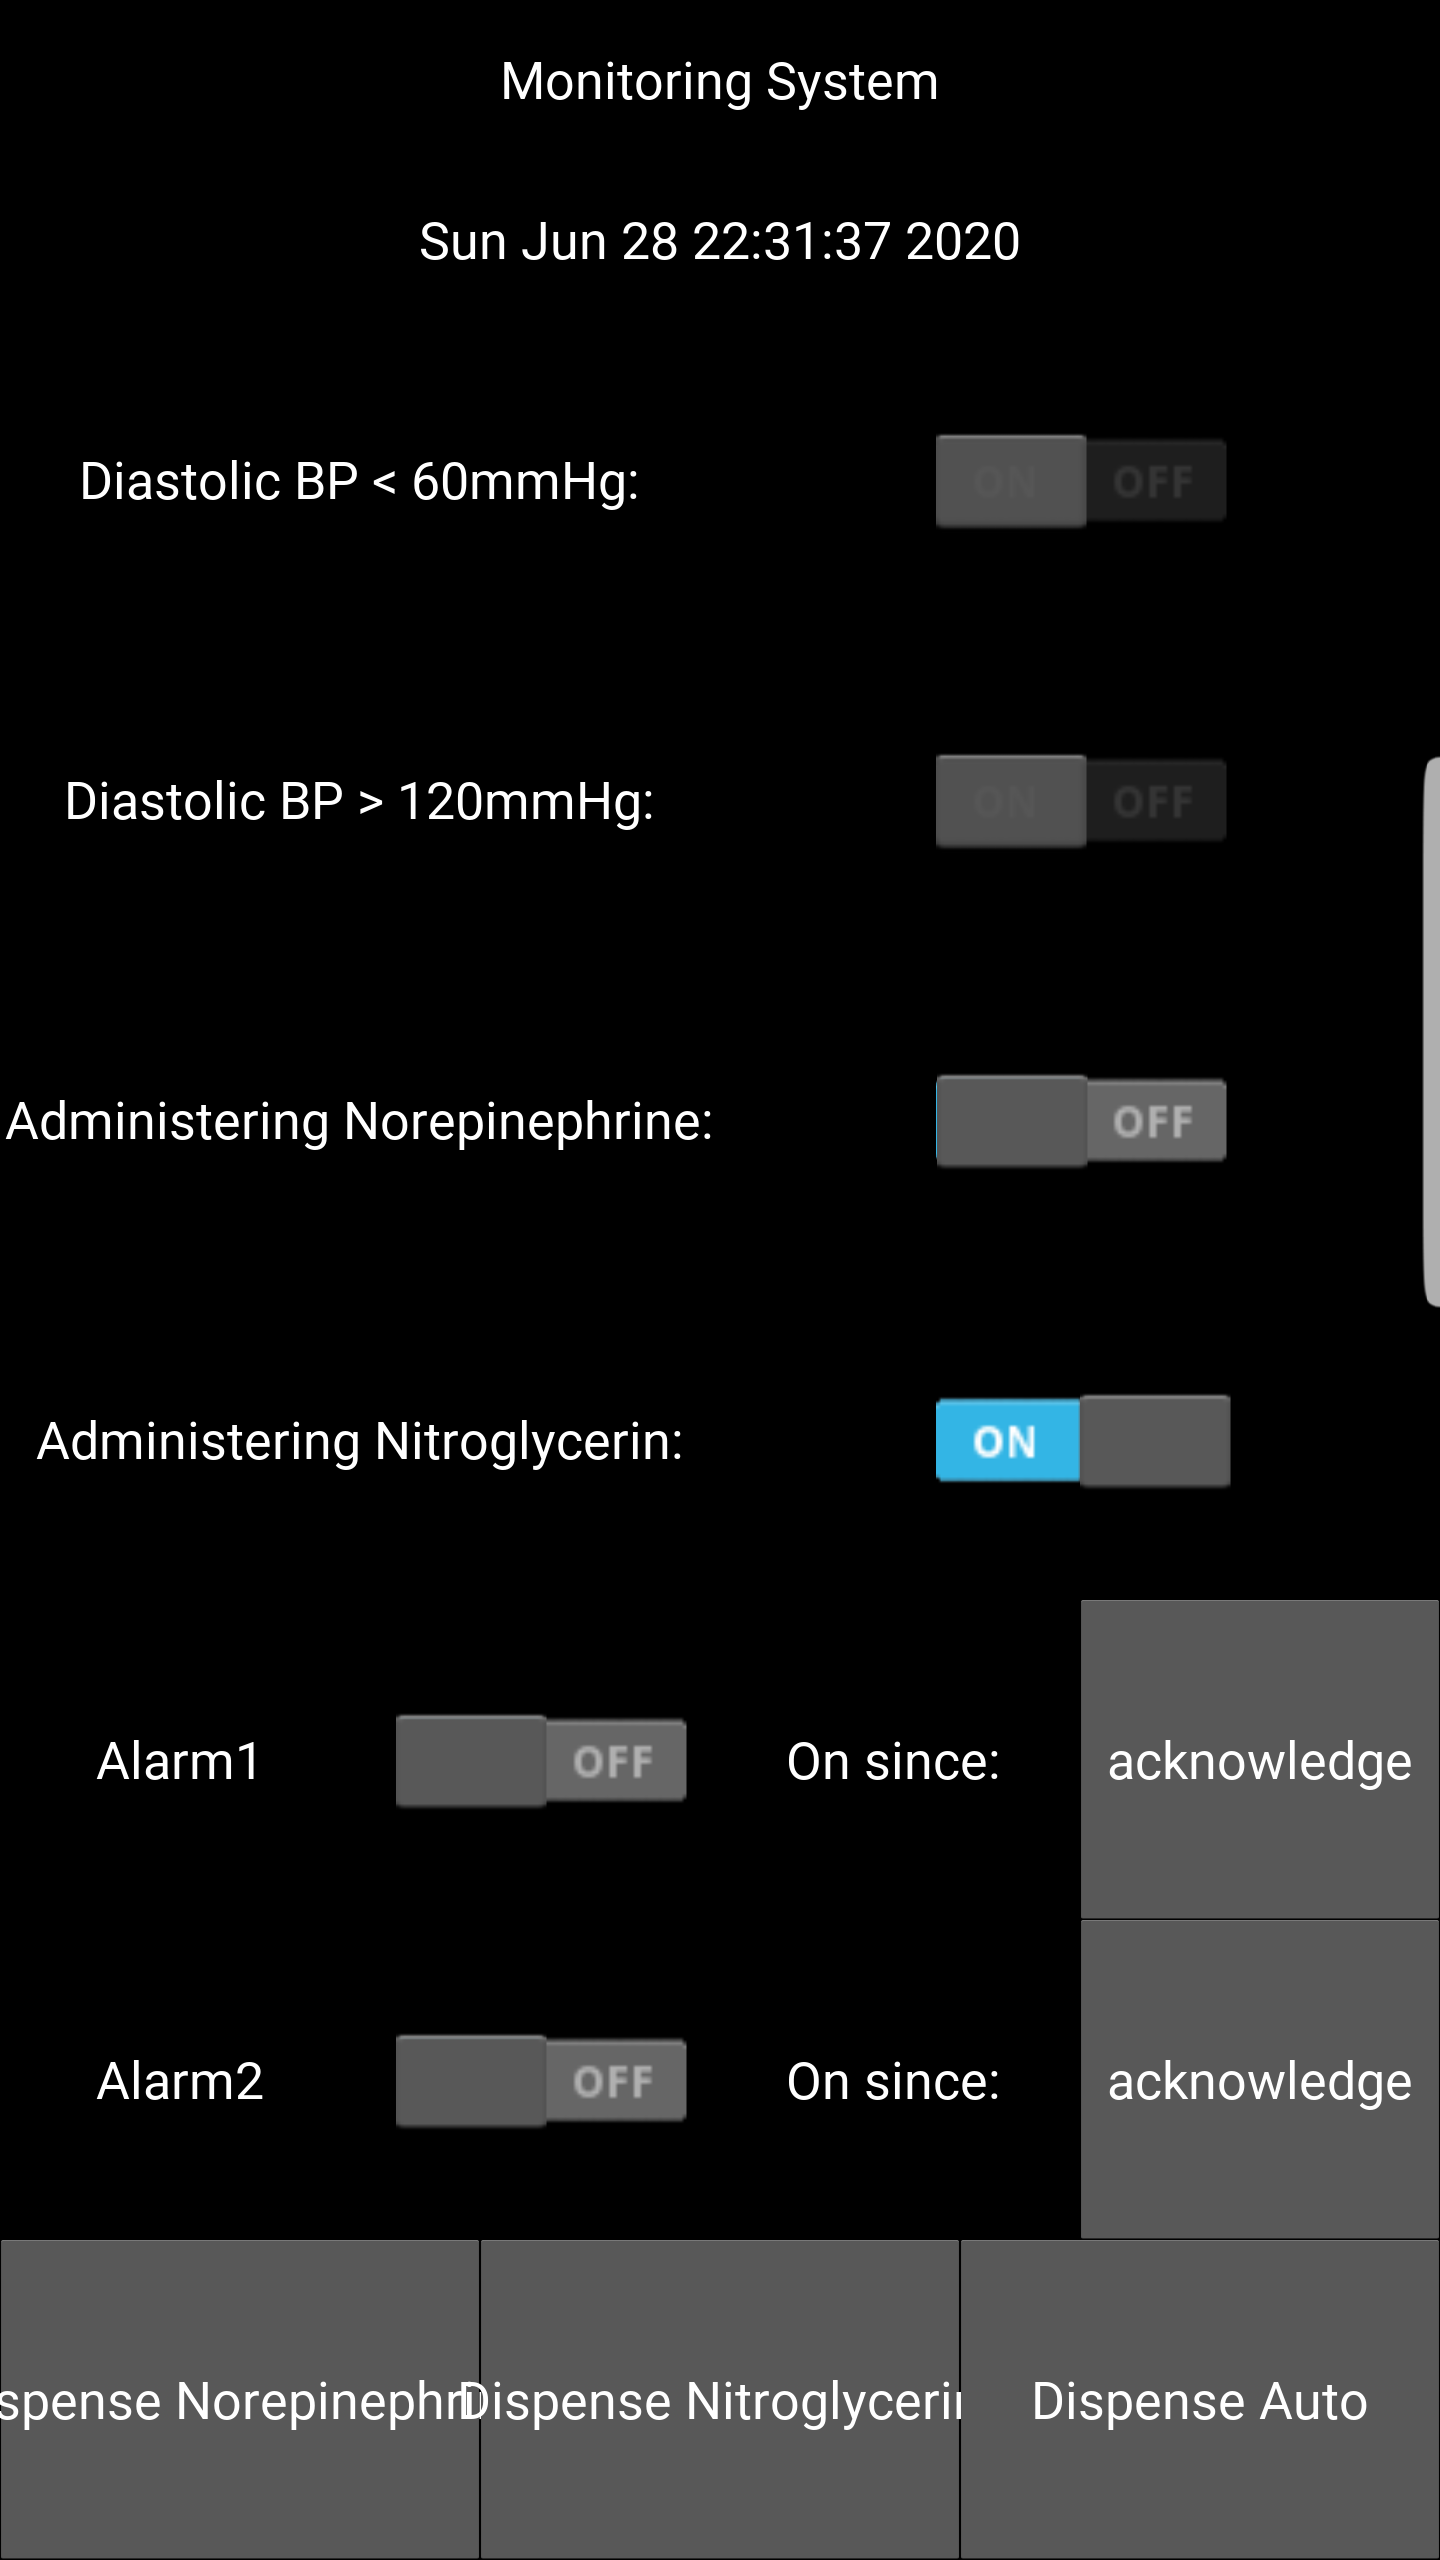 Monitoring System
Sun Jun 28 22:31:37 2020
Diastolic BP < 60mmHg: ON OFF
Diastolic BP > 120mmHg: ON OFF
Administering Norepinephrine: OFF
Administering Nitroglycerin: ON
Alarm1 OFF On since: acknowledge
Alarm2 OFF On since: acknowledge
spense Norepinephri Dispense Nitroglycerin Dispense Auto